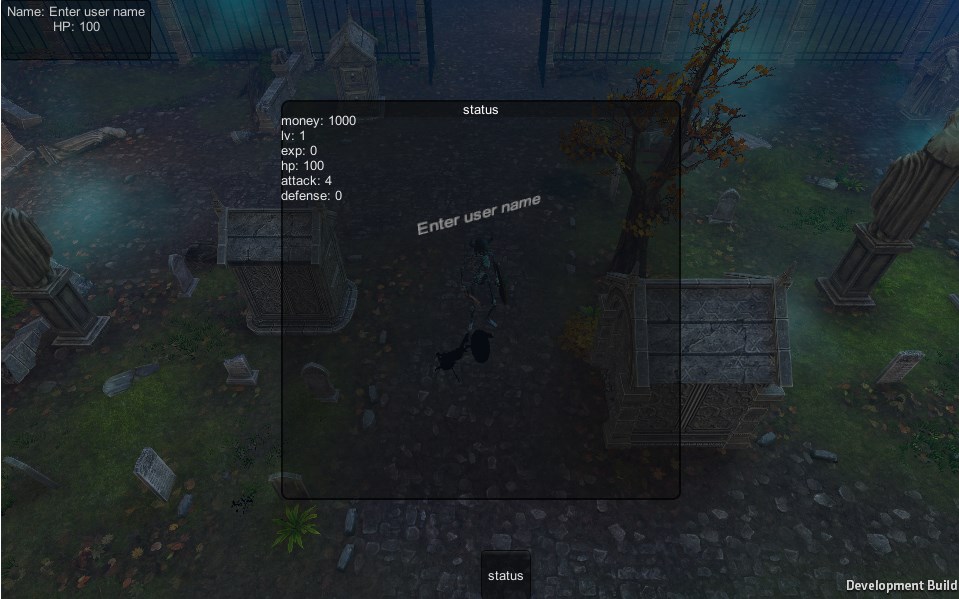 Name: Enter user name
HP: 100
status
money: 1000
lv: 1
exp: 0
hp: 100
attack: 4
defense: 0
Enter user name
status
Development Build